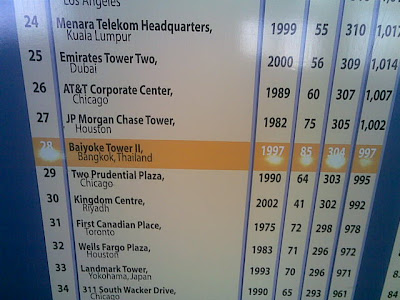 Los Angeles
24 Menara Telekom Headquarters, 1999 55 310 1,017
Kuala Lumpur
25 Emirates Tower Two, 2000 56 309 1,014
Dubai
26 AT&T Corporate Center, 1989 60 307 1,007
Chicago
27 JP Morgan Chase Tower, 1982 75 305 1,002
Houston
28 Baiyoke Tower II, 1997 85 304 997
Bangkok, Thailand
29 Two Prudential Plaza, 1990 64 303 995
Chicago
30 Kingdom Centre, 2002 41 302 992
Riyadh
31 First Canadian Place, 1975 72 298 978
Toronto
32 Wells Fargo Plaza, 1983 71 296 972
Houston
33 Landmark Tower, 1993 70 296 971
Yokohama, Japan
34 311 South Wacker Drive, 1990 65 293 961
Chicago